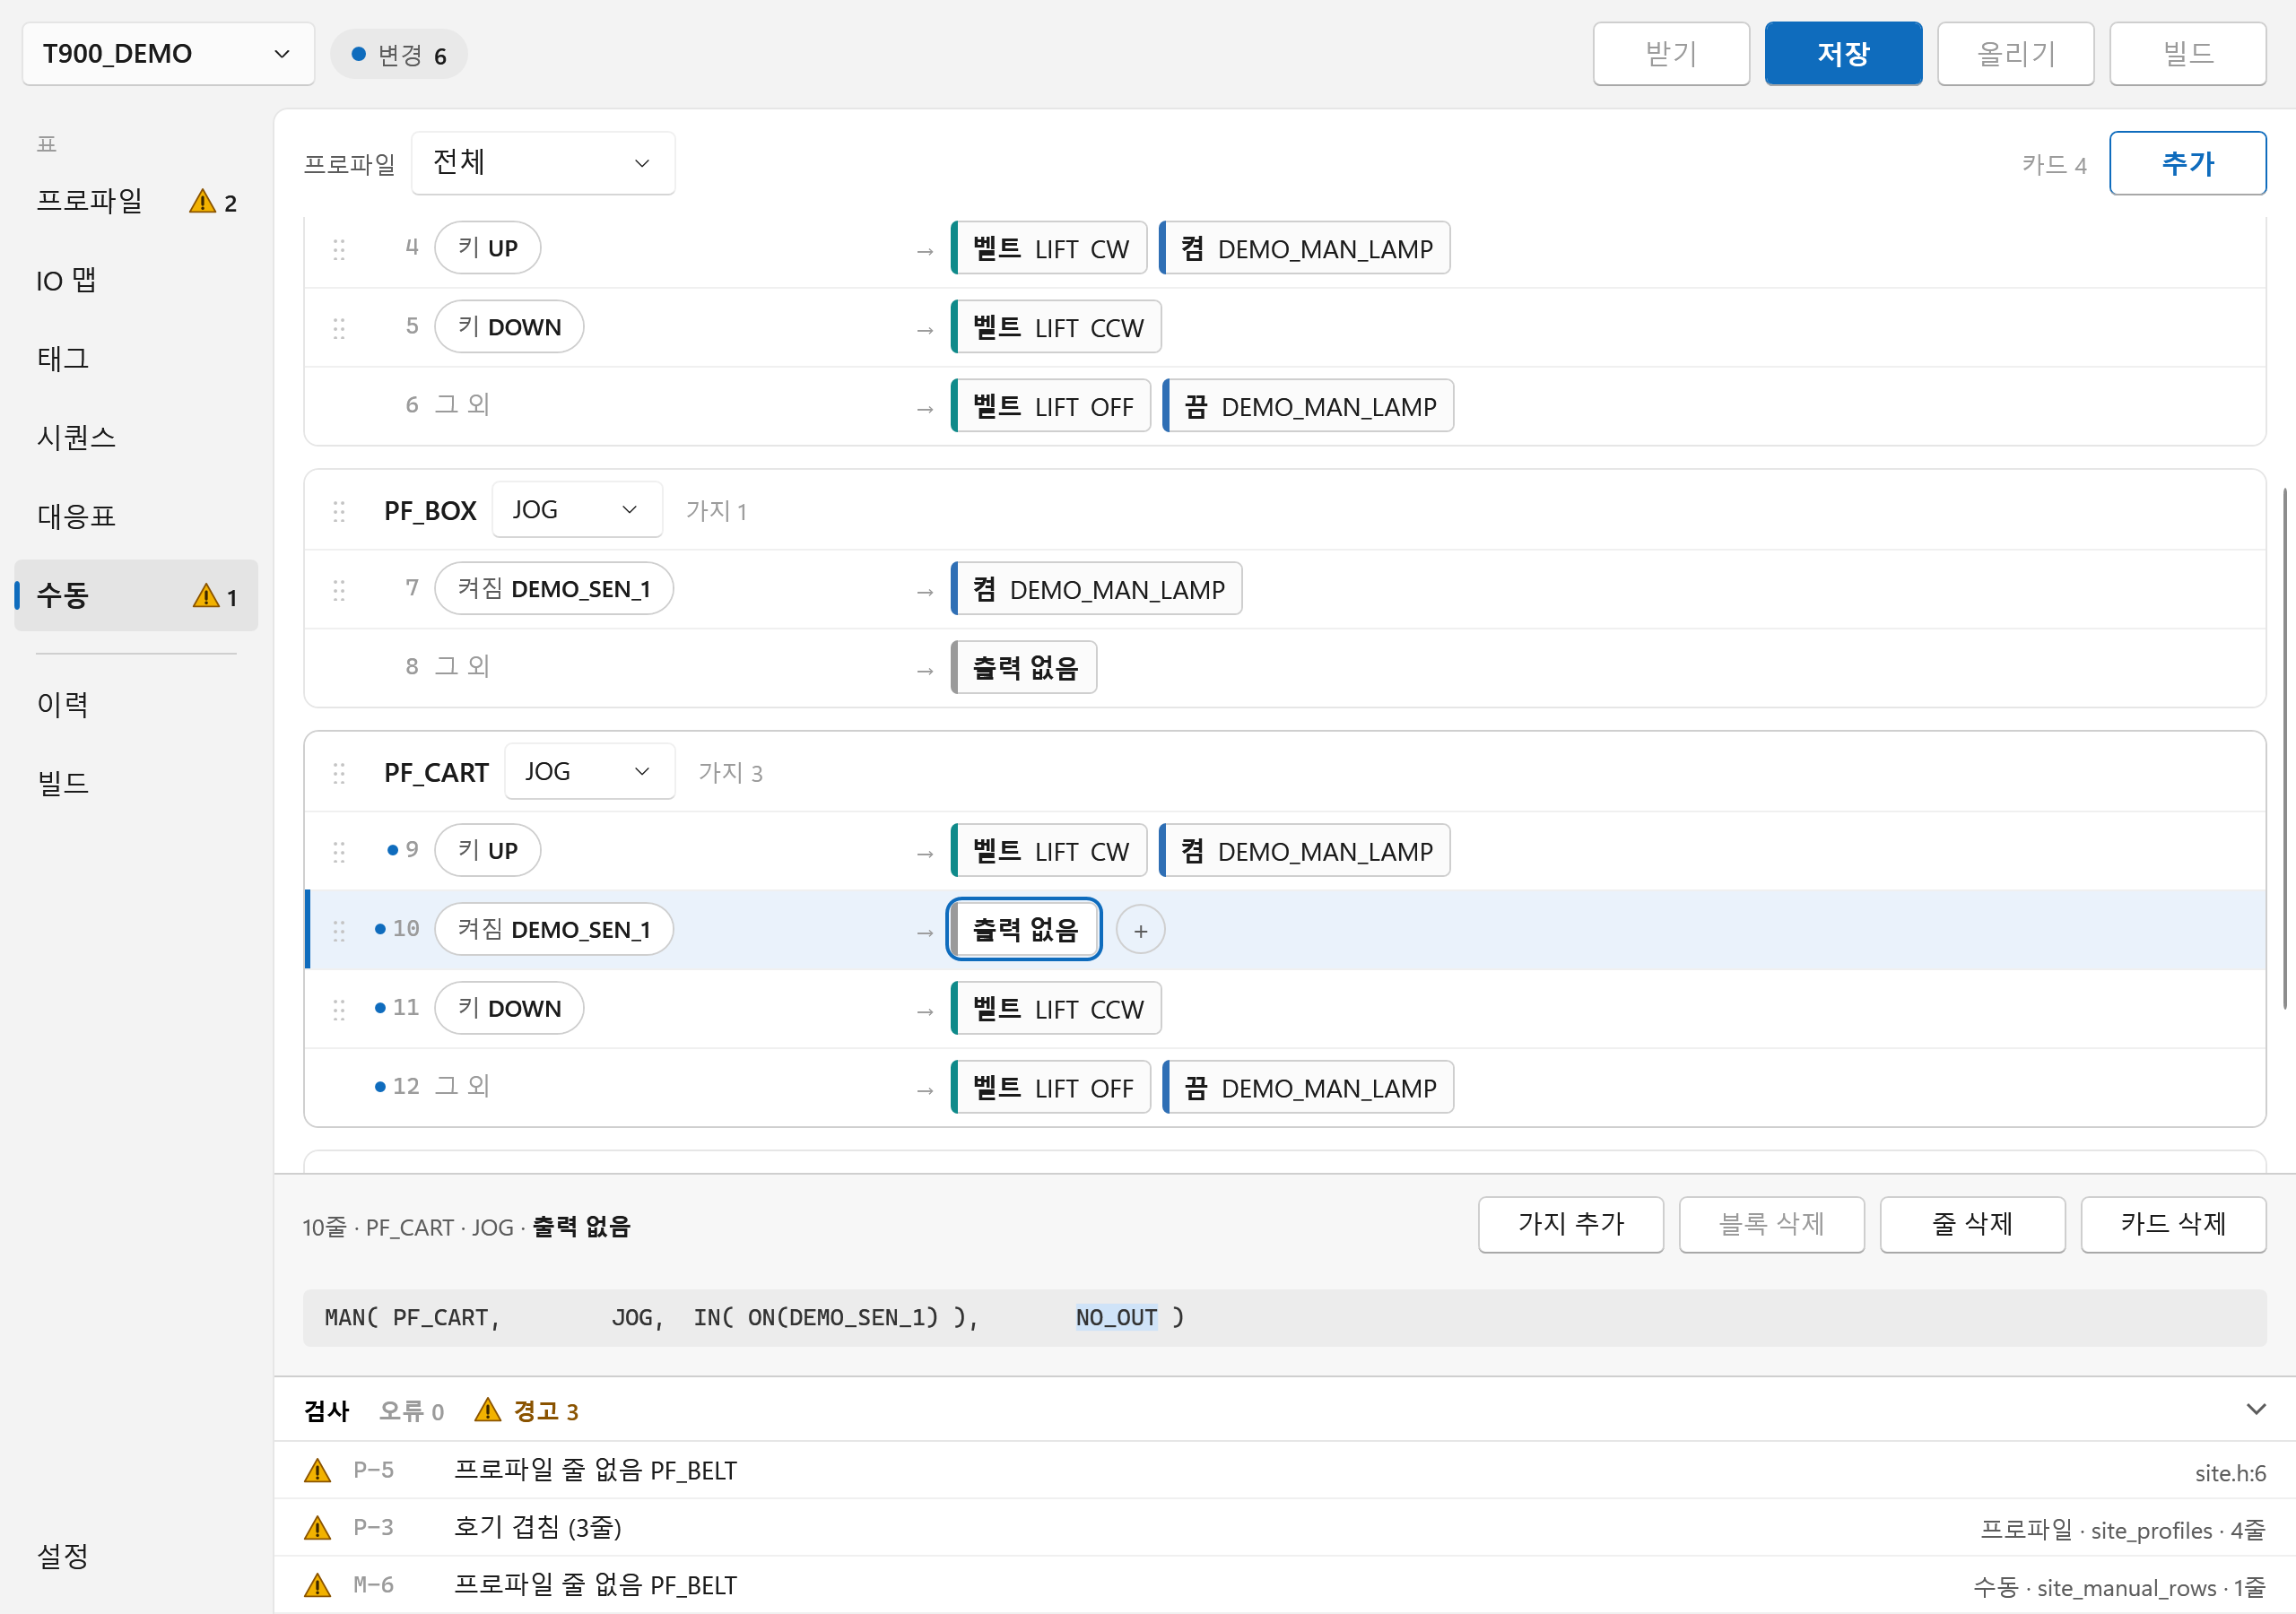 T900_DEMO
변경 6
받기
저장
올리기
빌드
표
프로파일 2
IO 맵
태그
시퀀스
대응표
수동 1
이력
빌드
설정
프로파일 전체
카드 4
추가
4 키 UP → 벨트 LIFT CW 켬 DEMO_MAN_LAMP
5 키 DOWN → 벨트 LIFT CCW
6 그 외 → 벨트 LIFT OFF 끔 DEMO_MAN_LAMP
PF_BOX JOG 가지 1
7 켜짐 DEMO_SEN_1 → 켬 DEMO_MAN_LAMP
8 그 외 → 출력 없음
PF_CART JOG 가지 3
9 키 UP → 벨트 LIFT CW 켬 DEMO_MAN_LAMP
10 켜짐 DEMO_SEN_1 → 출력 없음 +
11 키 DOWN → 벨트 LIFT CCW
12 그 외 → 벨트 LIFT OFF 끔 DEMO_MAN_LAMP
10줄 · PF_CART · JOG · 출력 없음
가지 추가
블록 삭제
줄 삭제
카드 삭제
MAN( PF_CART, JOG, IN( ON(DEMO_SEN_1) ), NO_OUT )
검사 오류 0 경고 3
P-5 프로파일 줄 없음 PF_BELT site.h:6
P-3 호기 겹침 (3줄) 프로파일 · site_profiles · 4줄
M-6 프로파일 줄 없음 PF_BELT 수동 · site_manual_rows · 1줄